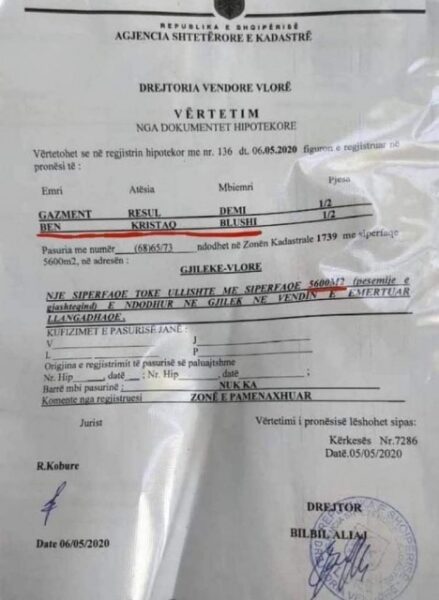 REPUBLIKA E SHQIPËRISË
AGJENCIA SHTETËRORE E KADASTRË
DREJTORIA VENDORE VLORË
VËRTETIM
NGA DOKUMENTET HIPOTEKORE
Vërtetohet se në regjistrin hipotekor me nr. 136 dt. 06.05.2020 figuron e regjistruar në
pronësi të :
Emri Atësia Mbiemri Pjesa
GAZMENT RESUL DEMI 1/2
BEN KRISTAQ BLUSHI 1/2
Pasuria me numër (68)65/73 ndodhet në Zonën Kadastrale 1739 me sipërfaqe
5600m2, në adresën :
GJILEKE-VLORE
NJE SIPERFAQE TOKE ULLISHTE ME SIPERFAQE 5600M2 (pesemije e
gjashteqind) E NDODHUR NE GJILEK NE VENDIN E EMERTUAR
LLANGADHAQE.
KUFIZIMET E PASURISË JANË :
V J
L P
Origjina e regjistrimit të pasurisë së paluajtshme
Nr. Hip , datë ; Nr. Hip , datë
Barrë mbi pasurinë : NUK KA
Komente nga regjistruesi ZONË E PAMENAXHUAR
Jurist Vërtetimi i pronësisë lëshohet sipas:
Kërkesës Nr.7286
Datë.05/05/2020
R.Kobure
DREJTOR
BILBIL ALIAJ
Date 06/05/2020